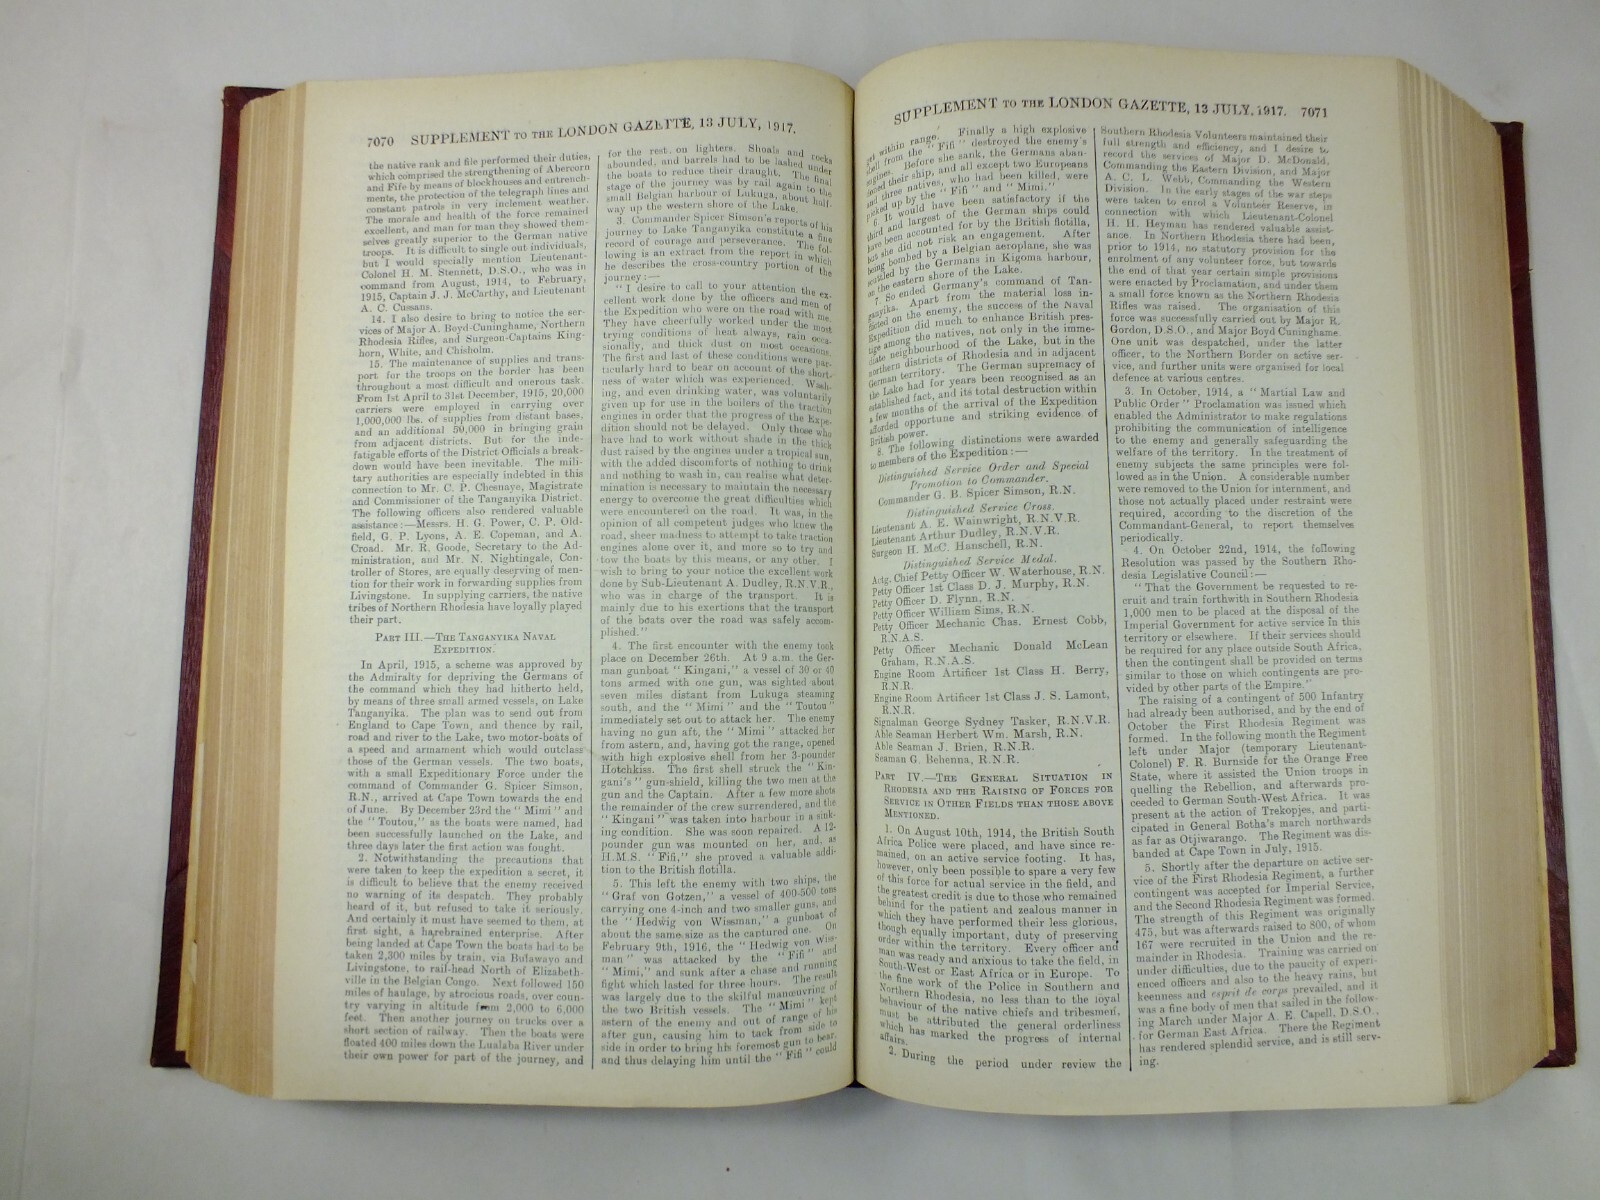 7070 SUPPLEMENT TO THE LONDON GAZETTE, 13 JULY, 1917.
the native rank and file performed their duties,
which comprised the strengthening of Abercorn
and Fife by means of blockhouses and entrench-
ments, the protection of the telegraph lines and
constant patrols in very inclement weather.
The morale and health of the force remained
excellent, and man for man they showed them-
selves greatly superior to the German native
troops. It is difficult to single out individuals,
but I would specially mention Lieutenant-
Colonel H. M. Stennett, D.S.O., who was in
command from August, 1914, to February,
1915, Captain J. J. McCarthy, and Lieutenant
A. C. Cussans.
14. I also desire to bring to notice the ser-
vices of Major A. Boyd-Cuninghame, Northern
Rhodesia Rifles, and Surgeon-Captains King-
horn, White, and Chisholm.
15. The maintenance of supplies and trans-
port for the troops on the border has been
throughout a most difficult and onerous task.
From 1st April to 31st December, 1915, 20,000
carriers were employed in carrying over
1,000,000 lbs. of supplies from distant bases,
and an additional 50,000 in bringing grain
from adjacent districts. But for the inde-
fatigable efforts of the District Officials a break-
down would have been inevitable. The mili-
tary authorities are especially indebted in this
connection to Mr. C. P. Chesnaye, Magistrate
and Commissioner of the Tanganyika District.
The following officers also rendered valuable
assistance:—Messrs. H. G. Power, C. P. Old-
field, G. P. Lyons, A. E. Copeman, and A.
Croad. Mr. R. Goode, Secretary to the Ad-
ministration, and Mr. N. Nightingale, Con-
troller of Stores, are equally deserving of men-
tion for their work in forwarding supplies from
Livingstone. In supplying carriers, the native
tribes of Northern Rhodesia have loyally played
their part.
PART III.—THE TANGANYIKA NAVAL
EXPEDITION.
In April, 1915, a scheme was approved by
the Admiralty for depriving the Germans of
the command which they had hitherto held,
by means of three small armed vessels, on Lake
Tanganyika. The plan was to send out from
England to Cape Town, and thence by rail,
road and river to the Lake, two motor-boats of
a speed and armament which would outclass
those of the German vessels. The two boats,
with a small Expeditionary Force under the
command of Commander G. Spicer Simson,
R.N., arrived at Cape Town towards the end
of June. By December 23rd the "Mimi" and
the "Toutou," as the boats were named, had
been successfully launched on the Lake, and
three days later the first action was fought.
2. Notwithstanding the precautions that
were taken to keep the expedition a secret, it
is difficult to believe that the enemy received
no warning of its despatch. They probably
heard of it, but refused to take it seriously.
And certainly it must have seemed to them, at
first sight, a harebrained enterprise. After
being landed at Cape Town the boats had to be
taken 2,300 miles by train, via Bulawayo and
Livingstone, to rail-head North of Elizabeth-
ville in the Belgian Congo. Next followed 150
miles of haulage, by atrocious roads, over coun-
try varying in altitude from 2,000 to 6,000
feet. Then another journey on trucks over a
short section of railway. Then the boats were
floated 400 miles down the Lualaba River under
their own power for part of the journey, and
for the rest on lighters. Shoals and rocks
abounded, and barrels had to be lashed under
the boats to reduce their draught. The final
stage of the journey was by rail again to the
small Belgian harbour of Lukuga, about half-
way up the western shore of the Lake.
3. Commander Spicer Simson's reports of his
journey to Lake Tanganyika constitute a fine
record of courage and perseverance. The fol-
lowing is an extract from the report in which
he describes the cross-country portion of the
journey:—
"I desire to call to your attention the ex-
cellent work done by the officers and men of
the Expedition who were on the road with me.
They have cheerfully worked under the most
trying conditions of heat always, rain occa-
sionally, and thick dust on most occasions.
The first and last of these conditions were par-
ticularly hard to bear on account of the short-
ness of water which was experienced. Wash-
ing, and even drinking water, was voluntarily
given up for use in the boilers of the traction
engines in order that the progress of the Expe-
dition should not be delayed. Only those who
have had to work without shade in the thick
dust raised by the engines under a tropical sun,
with the added discomforts of nothing to drink
and nothing to wash in, can realise what deter-
mination is necessary to maintain the necessary
energy to overcome the great difficulties which
were encountered on the road. It was, in the
opinion of all competent judges who knew the
road, sheer madness to attempt to take traction
engines alone over it, and more so to try and
tow the boats by this means, or any other. I
wish to bring to your notice the excellent work
done by Sub-Lieutenant A. Dudley, R.N.V.R.,
who was in charge of the transport. It is
mainly due to his exertions that the transport
of the boats over the road was safely accom-
plished."
4. The first encounter with the enemy took
place on December 26th. At 9 a.m. the Ger-
man gunboat "Kingani," a vessel of 30 or 40
tons armed with one gun, was sighted about
seven miles distant from Lukuga steaming
south, and the "Mimi" and the "Toutou"
immediately set out to attack her. The enemy
having no gun aft, the "Mimi" attacked her
from astern, and, having got the range, opened
with high explosive shell from her 3-pounder
Hotchkiss. The first shell struck the "Kin-
gani's" gun-shield, killing the two men at the
gun and the Captain. After a few more shots
the remainder of the crew surrendered, and the
"Kingani" was taken into harbour in a sink-
ing condition. She was soon repaired. A 12-
pounder gun was mounted on her, and, as
H.M.S. "Fifi," she proved a valuable addi-
tion to the British flotilla.
5. This left the enemy with two ships, the
"Graf von Gotzen," a vessel of 400-500 tons
carrying one 4-inch and two smaller guns, and
the "Hedwig von Wissman," a gunboat of
about the same size as the captured one. On
February 9th, 1916, the "Hedwig von Wiss-
man" was attacked by the "Fifi" and
"Mimi," and sunk after a chase and running
fight which lasted for three hours. The result
was largely due to the skilful manœuvring of
the two British vessels. The "Mimi" kept
astern of the enemy and out of range of his
after gun, causing him to tack from side to
side in order to bring his foremost gun to bear,
and thus delaying him until the "Fifi" could
SUPPLEMENT TO THE LONDON GAZETTE, 13 JULY, 1917. 7071
get within range. Finally a high explosive
shell from the "Fifi" destroyed the enemy's
engines. Before she sank, the Germans aban-
doned their ship, and all except two Europeans
and three natives, who had been killed, were
picked up by the "Fifi" and "Mimi."
6. It would have been satisfactory if the
third and largest of the German ships could
have been accounted for by the British flotilla,
but she did not risk an engagement. After
being bombed by a Belgian aeroplane, she was
scuttled by the Germans in Kigoma harbour,
on the eastern shore of the Lake.
7. So ended Germany's command of Tan-
ganyika. Apart from the material loss in-
flicted on the enemy, the success of the Naval
Expedition did much to enhance British pres-
tige among the natives, not only in the imme-
diate neighbourhood of the Lake, but in the
northern districts of Rhodesia and in adjacent
German territory. The German supremacy of
the Lake had for years been recognised as an
established fact, and its total destruction within
a few months of the arrival of the Expedition
afforded opportune and striking evidence of
British power.
8. The following distinctions were awarded
to members of the Expedition:—
Distinguished Service Order and Special
Promotion to Commander.
Commander G. B. Spicer Simson, R.N.
Distinguished Service Cross.
Lieutenant A. E. Wainwright, R.N.V.R.
Lieutenant Arthur Dudley, R.N.V.R.
Surgeon H. McC. Hanschell, R.N.
Distinguished Service Medal.
Actg. Chief Petty Officer W. Waterhouse, R.N.
Petty Officer 1st Class D. J. Murphy, R.N.
Petty Officer D. Flynn, R.N.
Petty Officer William Sims, R.N.
Petty Officer Mechanic Chas. Ernest Cobb,
R.N.A.S.
Petty Officer Mechanic Donald McLean
Graham, R.N.A.S.
Engine Room Artificer 1st Class H. Berry,
R.N.R.
Engine Room Artificer 1st Class J. S. Lamont,
R.N.R.
Signalman George Sydney Tasker, R.N.V.R.
Able Seaman Herbert Wm. Marsh, R.N.
Able Seaman J. Brien, R.N.R.
Seaman G. Behenna, R.N.R.
PART IV.—THE GENERAL SITUATION IN
RHODESIA AND THE RAISING OF FORCES FOR
SERVICE IN OTHER FIELDS THAN THOSE ABOVE
MENTIONED.
1. On August 10th, 1914, the British South
Africa Police were placed, and have since re-
mained, on an active service footing. It has,
however, only been possible to spare a very few
of this force for actual service in the field, and
the greatest credit is due to those who remained
behind for the patient and zealous manner in
which they have performed their less glorious,
though equally important, duty of preserving
order within the territory. Every officer and
man was ready and anxious to take the field, in
South-West or East Africa or in Europe. To
the fine work of the Police in Southern and
Northern Rhodesia, no less than to the loyal
behaviour of the native chiefs and tribesmen,
must be attributed the general orderliness
which has marked the progress of internal
affairs.
2. During the period under review the
Southern Rhodesia Volunteers maintained their
full strength and efficiency, and I desire to
record the services of Major D. McDonald,
Commanding the Eastern Division, and Major
A. C. L. Webb, Commanding the Western
Division. In the early stages of the war steps
were taken to enrol a Volunteer Reserve, in
connection with which Lieutenant-Colonel
H. H. Heyman has rendered valuable assist-
ance. In Northern Rhodesia there had been,
prior to 1914, no statutory provision for the
enrolment of any volunteer force, but towards
the end of that year certain simple provisions
were enacted by Proclamation, and under them
a small force known as the Northern Rhodesia
Rifles was raised. The organisation of this
force was successfully carried out by Major R.
Gordon, D.S.O., and Major Boyd Cuninghame.
One unit was despatched, under the latter
officer, to the Northern Border on active ser-
vice, and further units were organised for local
defence at various centres.
3. In October, 1914, a "Martial Law and
Public Order" Proclamation was issued which
enabled the Administrator to make regulations
prohibiting the communication of intelligence
to the enemy and generally safeguarding the
welfare of the territory. In the treatment of
enemy subjects the same principles were fol-
lowed as in the Union. A considerable number
were removed to the Union for internment, and
those not actually placed under restraint were
required, according to the discretion of the
Commandant-General, to report themselves
periodically.
4. On October 22nd, 1914, the following
Resolution was passed by the Southern Rho-
desia Legislative Council:—
"That the Government be requested to re-
cruit and train forthwith in Southern Rhodesia
1,000 men to be placed at the disposal of the
Imperial Government for active service in this
territory or elsewhere. If their services should
be required for any place outside South Africa,
then the contingent shall be provided on terms
similar to those on which contingents are pro-
vided by other parts of the Empire."
The raising of a contingent of 500 Infantry
had already been authorised, and by the end of
October the First Rhodesia Regiment was
formed. In the following month the Regiment
left under Major (temporary Lieutenant-
Colonel) F. R. Burnside for the Orange Free
State, where it assisted the Union troops in
quelling the Rebellion, and afterwards pro-
ceeded to German South-West Africa. It was
present at the action of Trekopjes, and parti-
cipated in General Botha's march northwards
as far as Otjiwarango. The Regiment was dis-
banded at Cape Town in July, 1915.
5. Shortly after the departure on active ser-
vice of the First Rhodesia Regiment, a further
contingent was accepted for Imperial Service,
and the Second Rhodesia Regiment was formed.
The strength of this Regiment was originally
475, but was afterwards raised to 800, of whom
167 were recruited in the Union and the re-
mainder in Rhodesia. Training was carried on
under difficulties, due to the paucity of experi-
enced officers and also to the heavy rains, but
keenness and esprit de corps prevailed, and it
was a fine body of men that sailed in the follow-
ing March under Major A. E. Capell, D.S.O.,
for German East Africa. There the Regiment
has rendered splendid service, and is still serv-
ing.